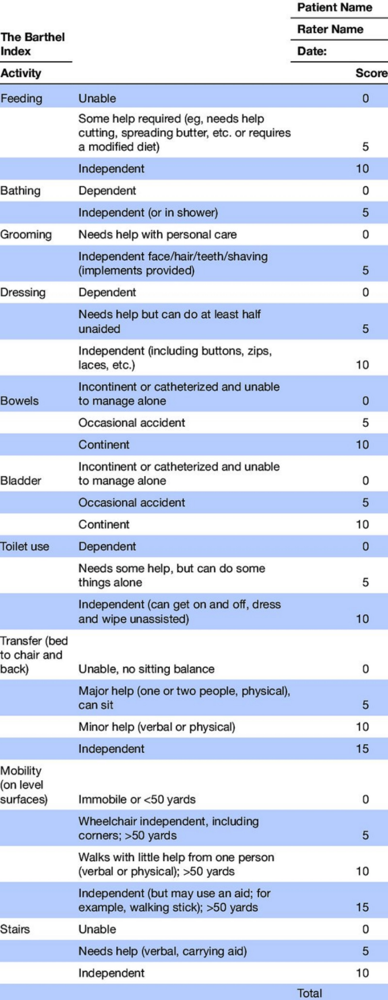 Patient Name
Rater Name
The Barthel
Index
Date:
Activity Score
Feeding Unable 0
Some help required (eg, needs help
cutting, spreading butter, etc. or requires
a modified diet) 5
Independent 10
Bathing Dependent 0
Independent (or in shower) 5
Grooming Needs help with personal care 0
Independent face/hair/teeth/shaving
(implements provided) 5
Dressing Dependent 0
Needs help but can do at least half
unaided 5
Independent (including buttons, zips,
laces, etc.) 10
Incontinent or catheterized and unable
Bowels to manage alone 0
Occasional accident 5
Continent 10
Incontinent or catheterized and unable
Bladder to manage alone 0
Occasional accident 5
Continent 10
Toilet use Dependent 0
Needs some help, but can do some
things alone 5
Independent (can get on and off, dress
and wipe unassisted) 10
Transfer (bed
to chair and
back) Unable, no sitting balance 0
Major help (one or two people, physical),
can sit 5
Minor help (verbal or physical) 10
Independent 15
Mobility
(on level
surfaces) Immobile or <50 yards 0
Wheelchair independent, including
corners; >50 yards 5
Walks with little help from one person
(verbal or physical); >50 yards 10
Independent (but may use an aid; for
example, walking stick); >50 yards 15
Stairs Unable 0
Needs help (verbal, carrying aid) 5
Independent 10
Total